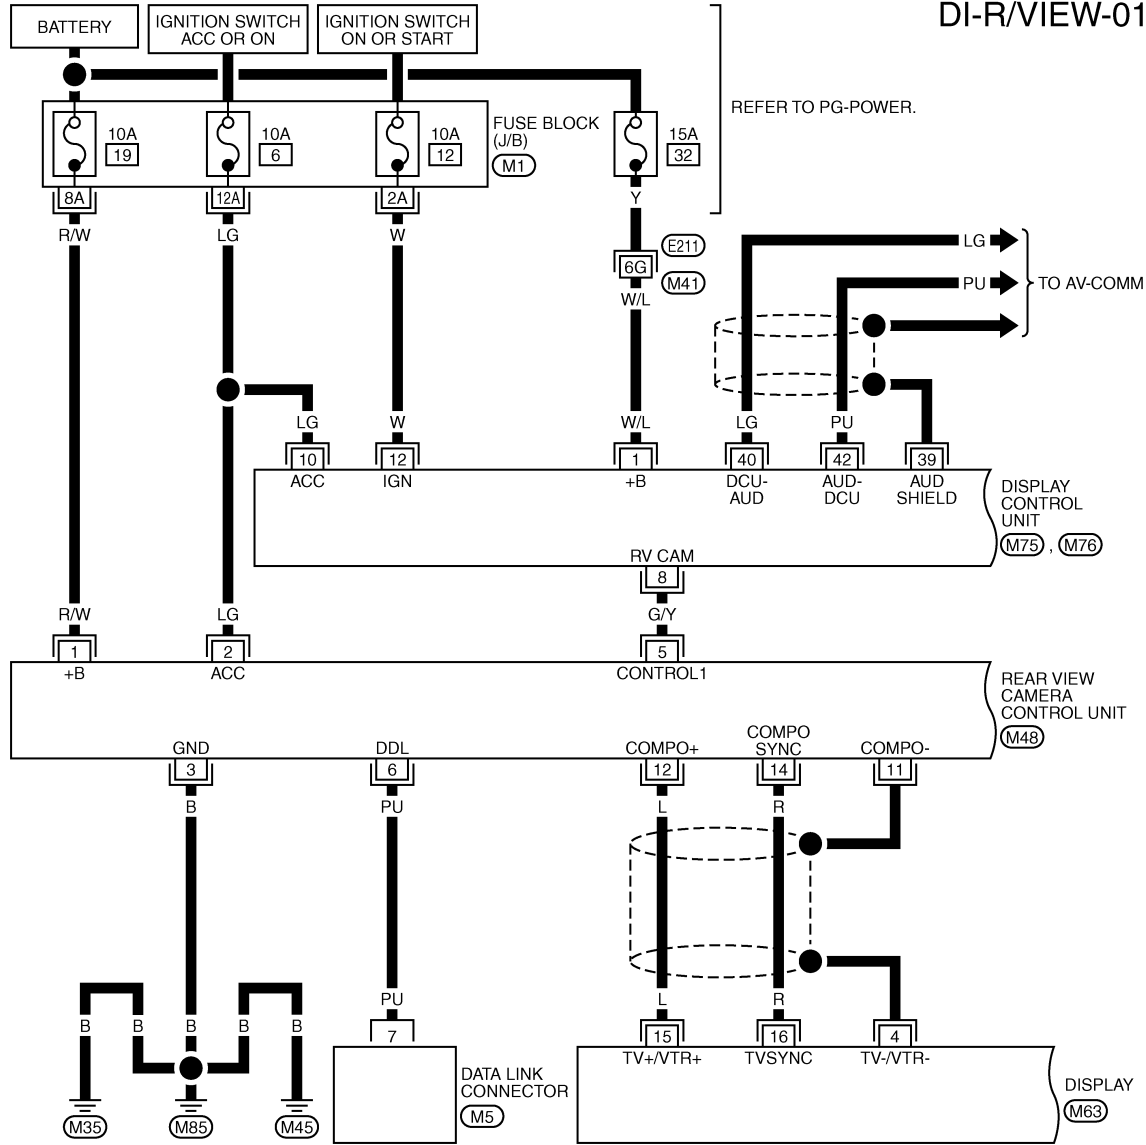 DI-R/VIEW-01
BATTERY
IGNITION SWITCH
ACC OR ON
IGNITION SWITCH
ON OR START
REFER TO PG-POWER.
10A
19
10A
6
10A
12
FUSE BLOCK
(J/B)
M1
15A
32
8A
12A
2A
Y
R/W
LG
W
E211
6G
M41
W/L
LG
PU
TO AV-COMM
LG
W
W/L
LG
PU
10
12
1
40
42
39
ACC
IGN
+B
DCU-
AUD
AUD-
DCU
AUD
SHIELD
DISPLAY
CONTROL
UNIT
M75 , M76
RV CAM
8
R/W
LG
G/Y
1
2
5
+B
ACC
CONTROL1
REAR VIEW
CAMERA
CONTROL UNIT
M48
GND
DDL
COMPO+
COMPO
SYNC
COMPO-
3
6
12
14
11
B
PU
L
R
PU
L
R
B
B
B
B
B
7
15
16
4
TV+/VTR+
TVSYNC
TV-/VTR-
DATA LINK
CONNECTOR
M5
DISPLAY
M63
M35
M85
M45